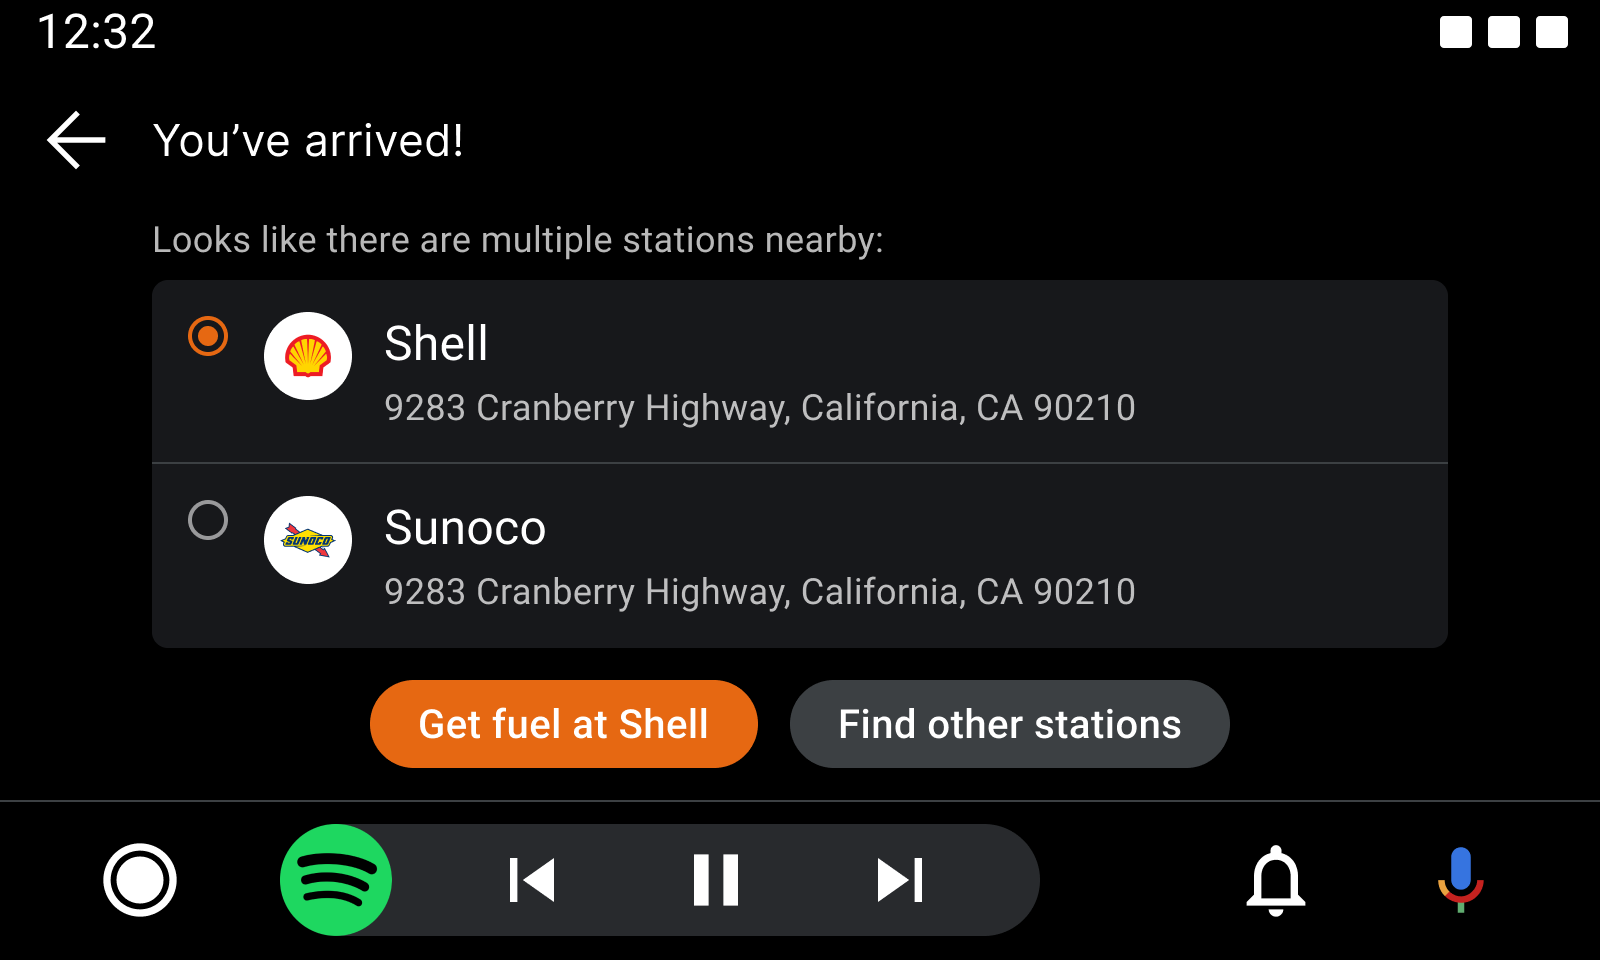 12:32
You’ve arrived!
Looks like there are multiple stations nearby:
Shell
9283 Cranberry Highway, California, CA 90210
SUNOCO
Sunoco
9283 Cranberry Highway, California, CA 90210
Get fuel at Shell
Find other stations